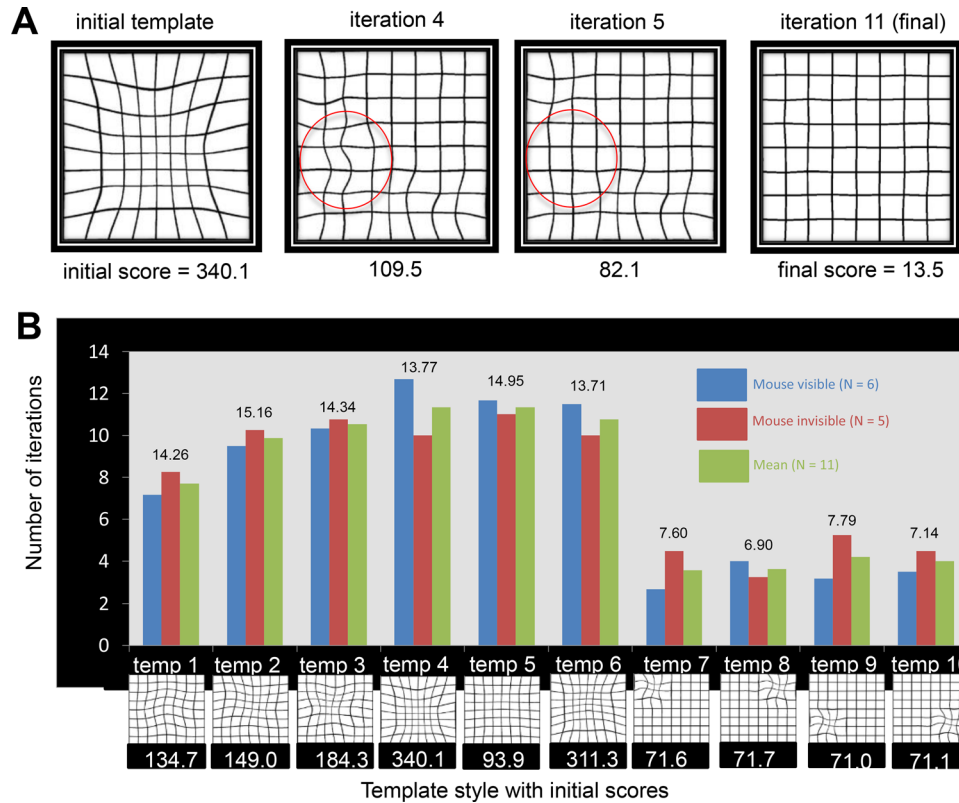 A
initial template
iteration 4
iteration 5
iteration 11 (final)
initial score = 340.1
109.5
82.1
final score = 13.5
B
Number of iterations
14
12
10
8
6
4
2
0
14.26
15.16
14.34
13.77
14.95
13.71
7.60
6.90
7.79
7.14
Mouse visible (N = 6)
Mouse invisible (N = 5)
Mean (N = 11)
temp 1 temp 2 temp 3 temp 4 temp 5 temp 6 temp 7 temp 8 temp 9 temp 10
134.7 149.0 184.3 340.1 93.9 311.3 71.6 71.7 71.0 71.1
Template style with initial scores